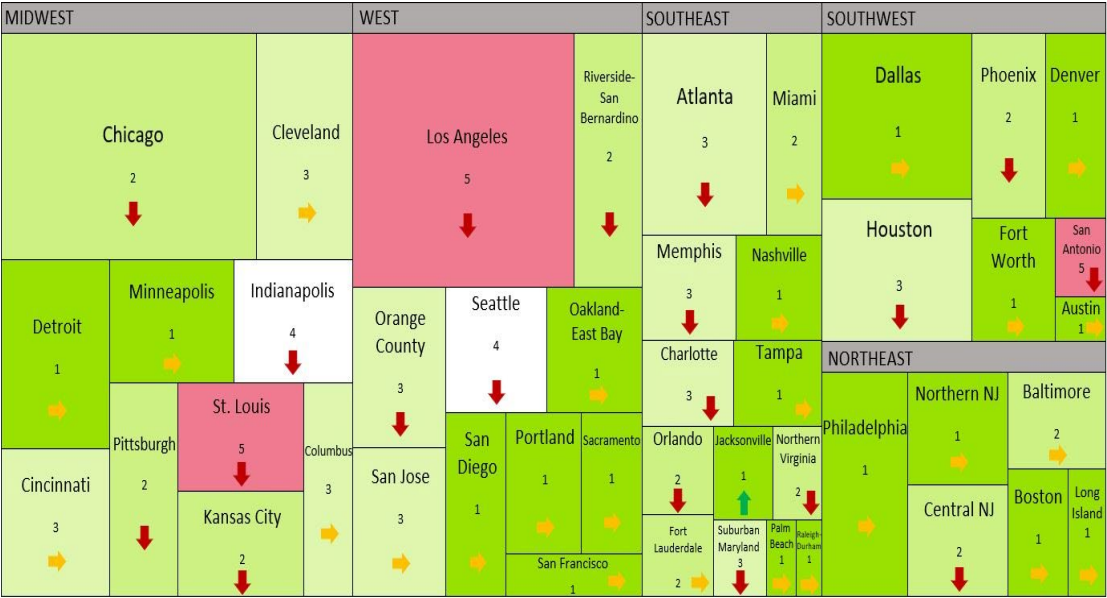 MIDWEST
Chicago
2
Cleveland
3
Detroit
1
Minneapolis
1
Indianapolis
4
Cincinnati
3
Pittsburgh
2
St. Louis
5
Kansas City
2
Columbus
3
WEST
Los Angeles
5
Riverside-
San
Bernardino
2
Orange
County
3
Seattle
4
Oakland-
East Bay
1
San Jose
3
San
Diego
1
Portland
1
Sacramento
1
San Francisco
1
SOUTHEAST
Atlanta
3
Miami
2
Memphis
3
Nashville
1
Charlotte
3
Tampa
1
Orlando
2
Jacksonville
1
Northern
Virginia
2
Fort
Lauderdale
2
Suburban
Maryland
3
Palm
Beach
1
Raleigh-
Durham
1
SOUTHWEST
Dallas
1
Phoenix
2
Denver
1
Houston
3
Fort
Worth
1
San
Antonio
5
Austin
1
NORTHEAST
Philadelphia
1
Northern NJ
1
Baltimore
2
Central NJ
2
Boston
1
Long
Island
1